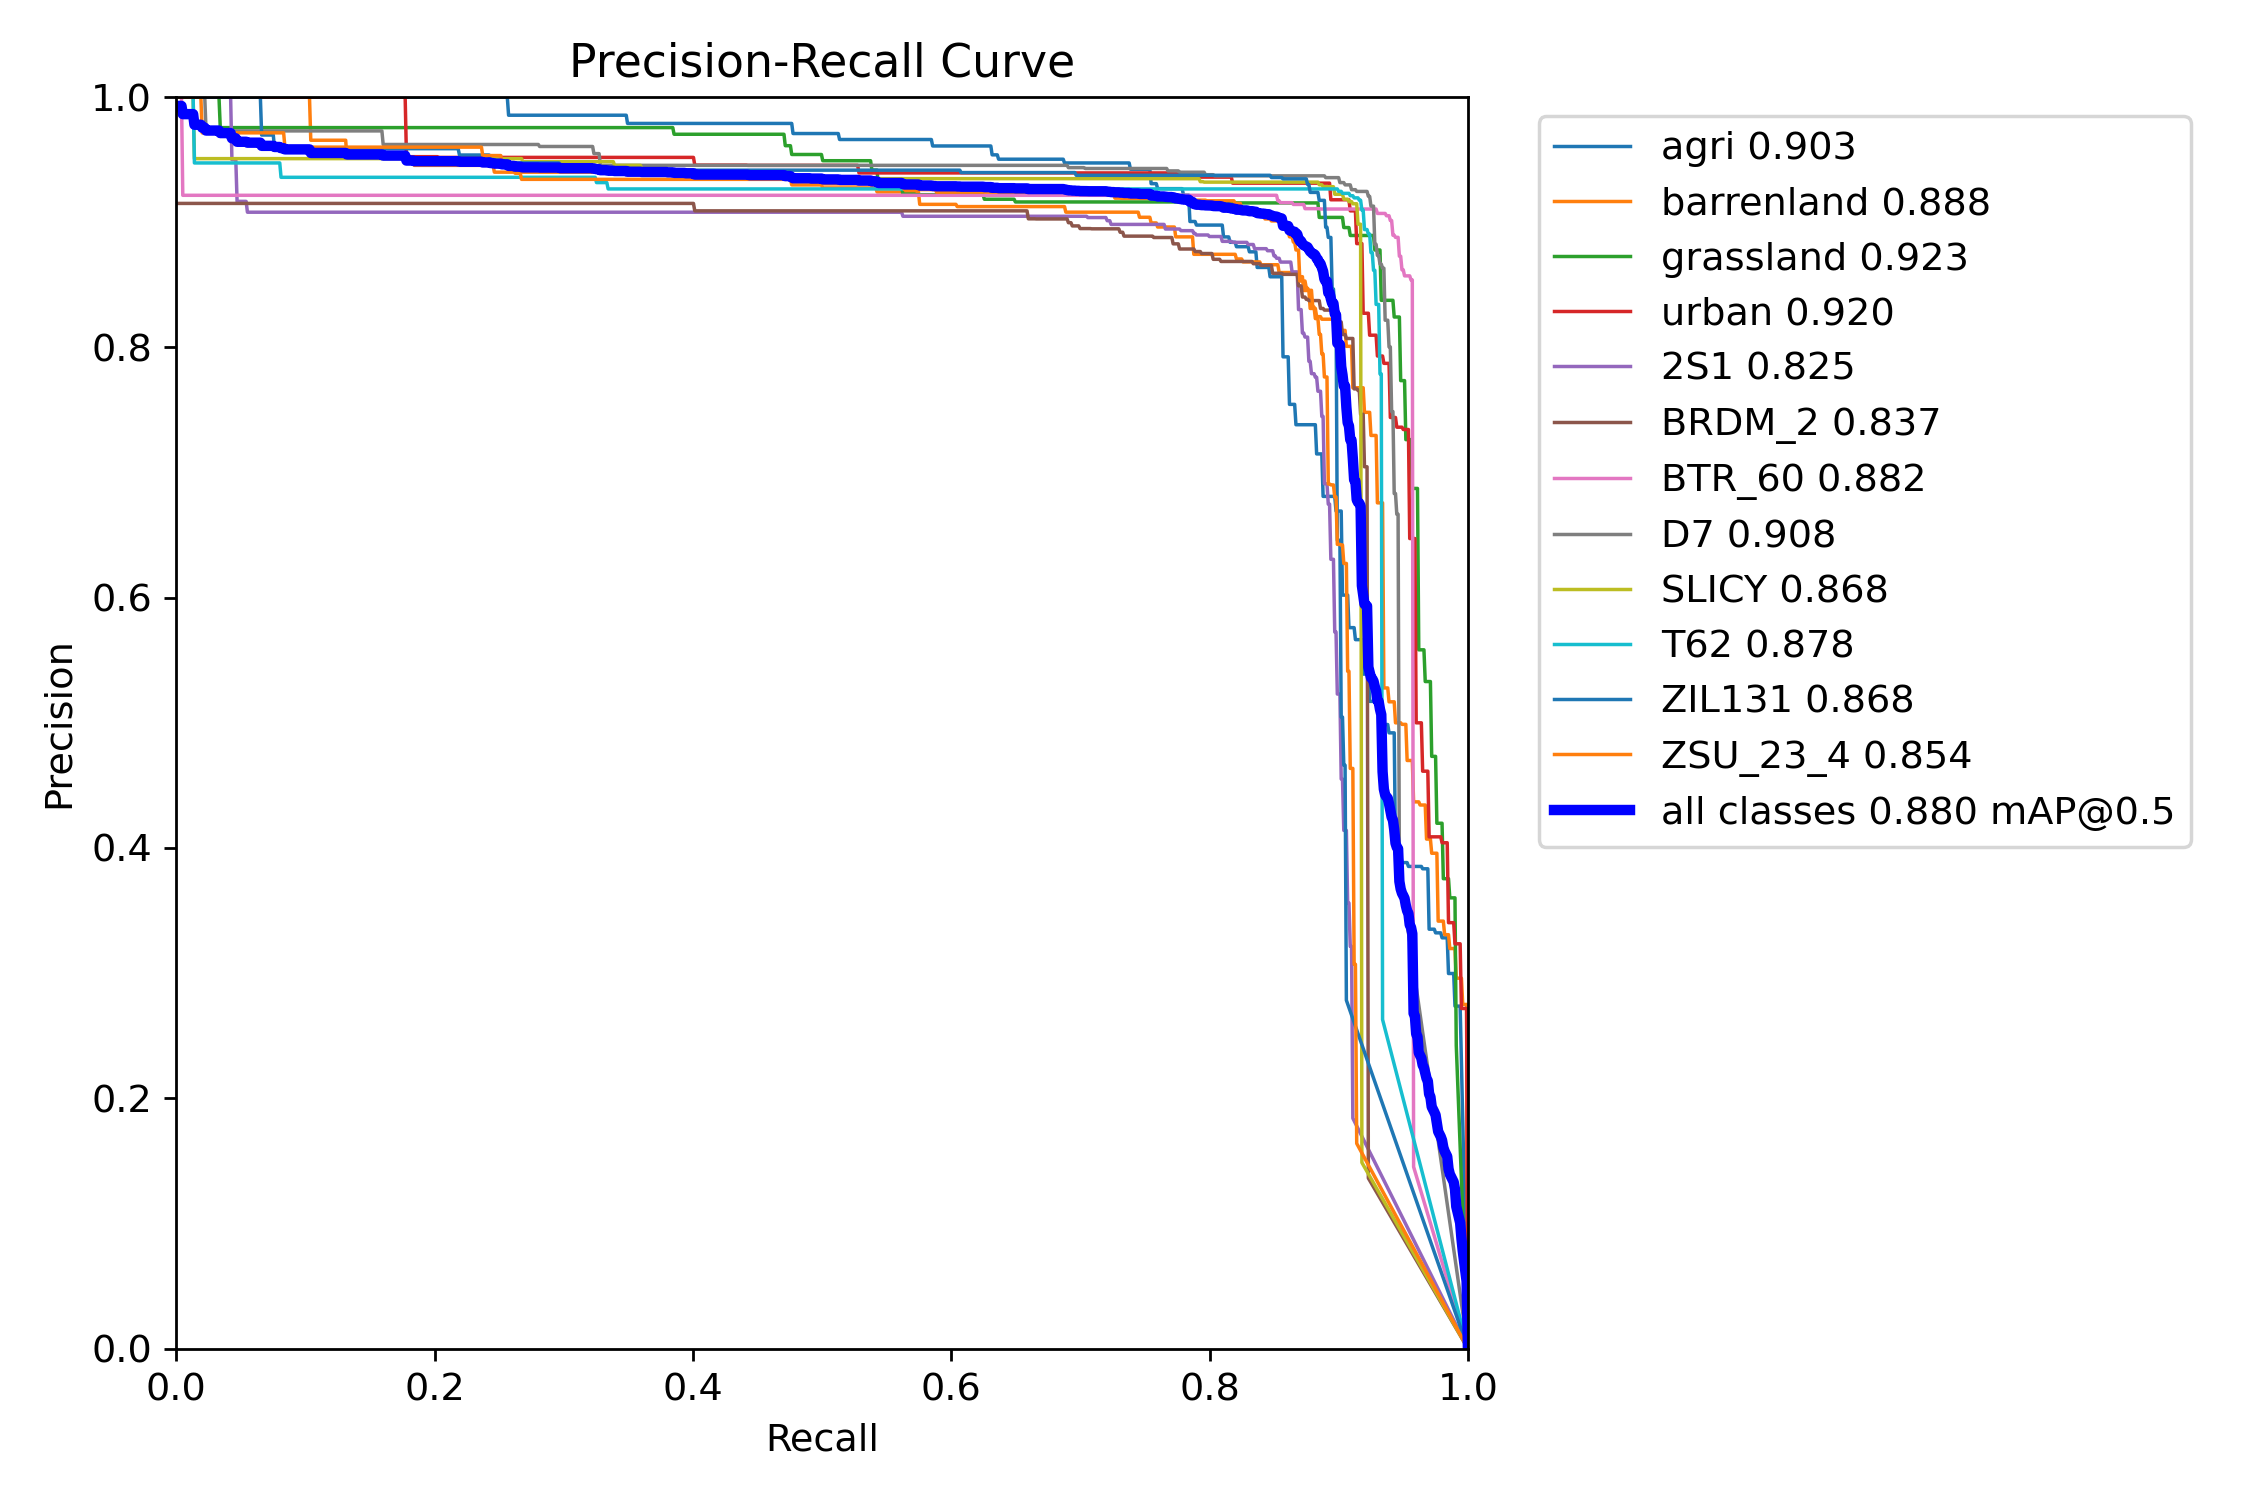 Precision-Recall Curve
1.0
0.8
0.6
0.4
0.2
0.0
Precision
0.0 0.2 0.4 0.6 0.8 1.0
Recall
agri 0.903
barrenland 0.888
grassland 0.923
urban 0.920
2S1 0.825
BRDM_2 0.837
BTR_60 0.882
D7 0.908
SLICY 0.868
T62 0.878
ZIL131 0.868
ZSU_23_4 0.854
all classes 0.880 mAP@0.5